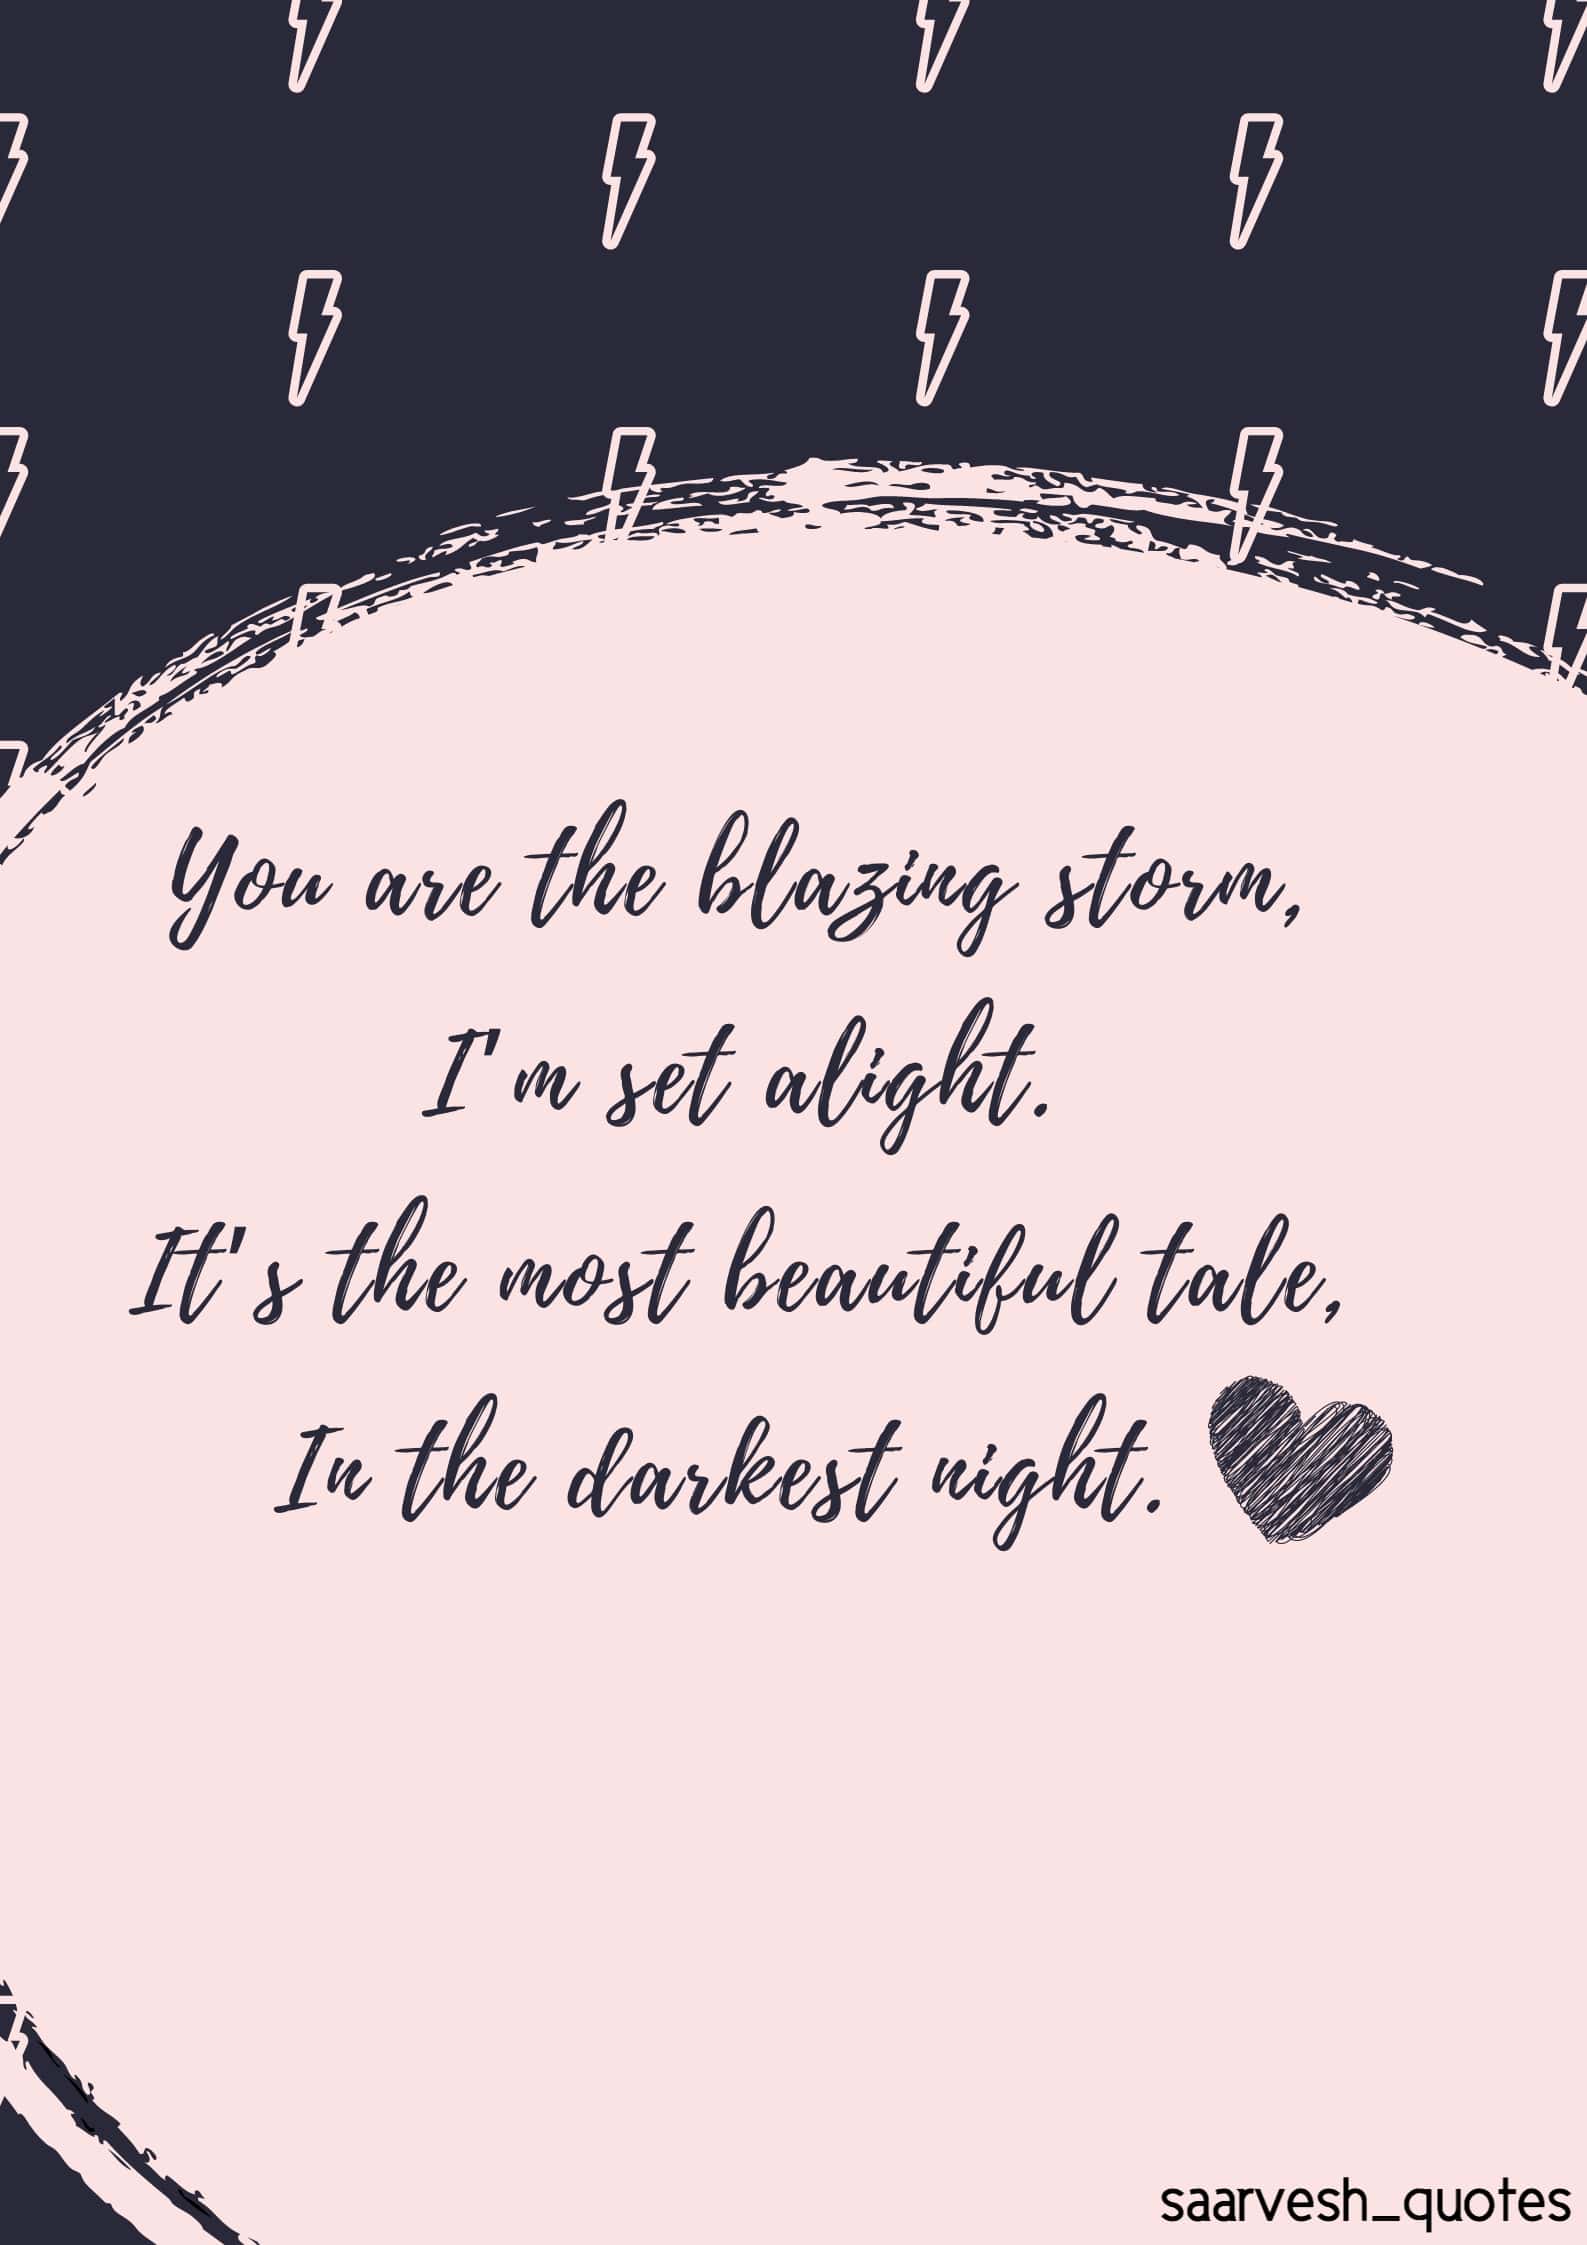 You are the blazing storm,
I'm set alight.
It's the most beautiful tale,
In the darkest night.
saarvesh_quotes